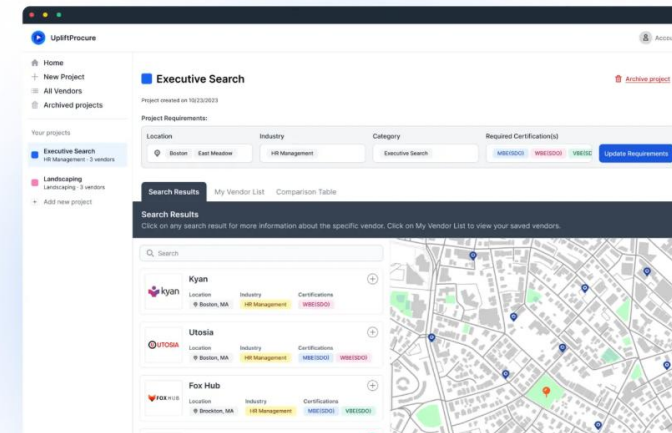 UpliftProcure
Accou
Home
New Project
All Vendors
Archived projects
Your projects
Executive Search
HR Management · 3 vendors
Landscaping
Landscaping · 3 vendors
+ Add new project
Executive Search
Archive project
Project created on 10/23/2023
Project Requirements:
Location Industry Category Required Certification(s)
Boston East Meadow HR Management Executive Search MBE(SDO) WBE(SDO) VBE(SD Update Requirements
Search Results My Vendor List Comparison Table
Search Results
Click on any search result for more information about the specific vendor. Click on My Vendor List to view your saved vendors.
Search
kyan
Kyan
Location Industry Certifications
Boston, MA HR Management WBE(SDO)
UTOSIA
Utosia
Location Industry Certifications
Boston, MA HR Management MBE(SDO) WBE(SDO)
FOXHUB
Fox Hub
Location Industry Certifications
Brockton, MA HR Management MBE(SDO) VBE(SDO)